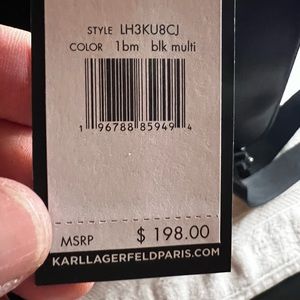 STYLE LH3KU8CJ
COLOR 1bm blk multi
1 96788 85949 4
MSRP $ 198.00
KARLLAGERFELDPARIS.COM